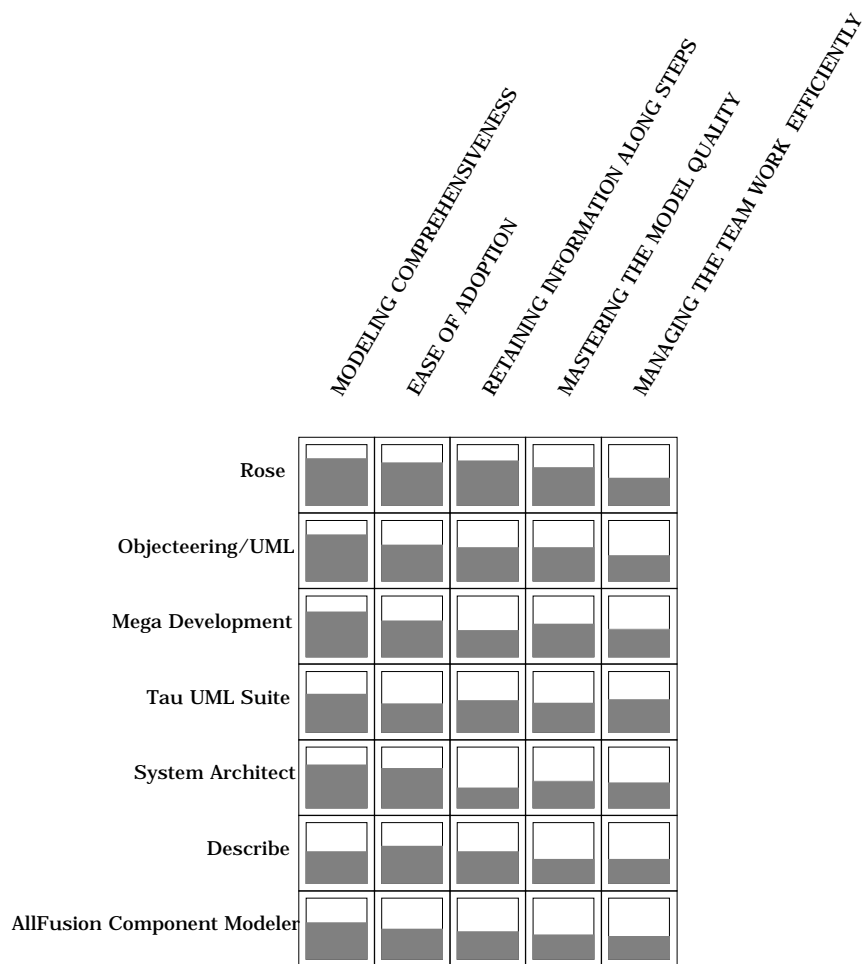 MODELING COMPREHENSIVENESS
EASE OF ADOPTION
RETAINING INFORMATION ALONG STEPS
MASTERING THE MODEL QUALITY
MANAGING THE TEAM WORK EFFICIENTLY
Rose
Objecteering/UML
Mega Development
Tau UML Suite
System Architect
Describe
AllFusion Component Modeler